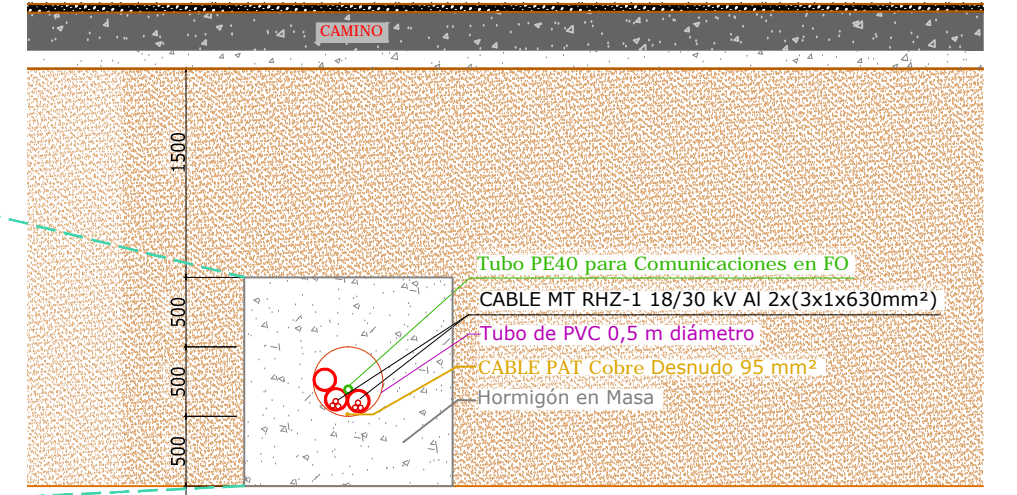 CAMINO
1500
Tubo PE40 para Comunicaciones en FO
CABLE MT RHZ-1 18/30 kV Al 2x(3x1x630mm²)
500
Tubo de PVC 0,5 m diámetro
CABLE PAT Cobre Desnudo 95 mm²
500
Hormigón en Masa
500